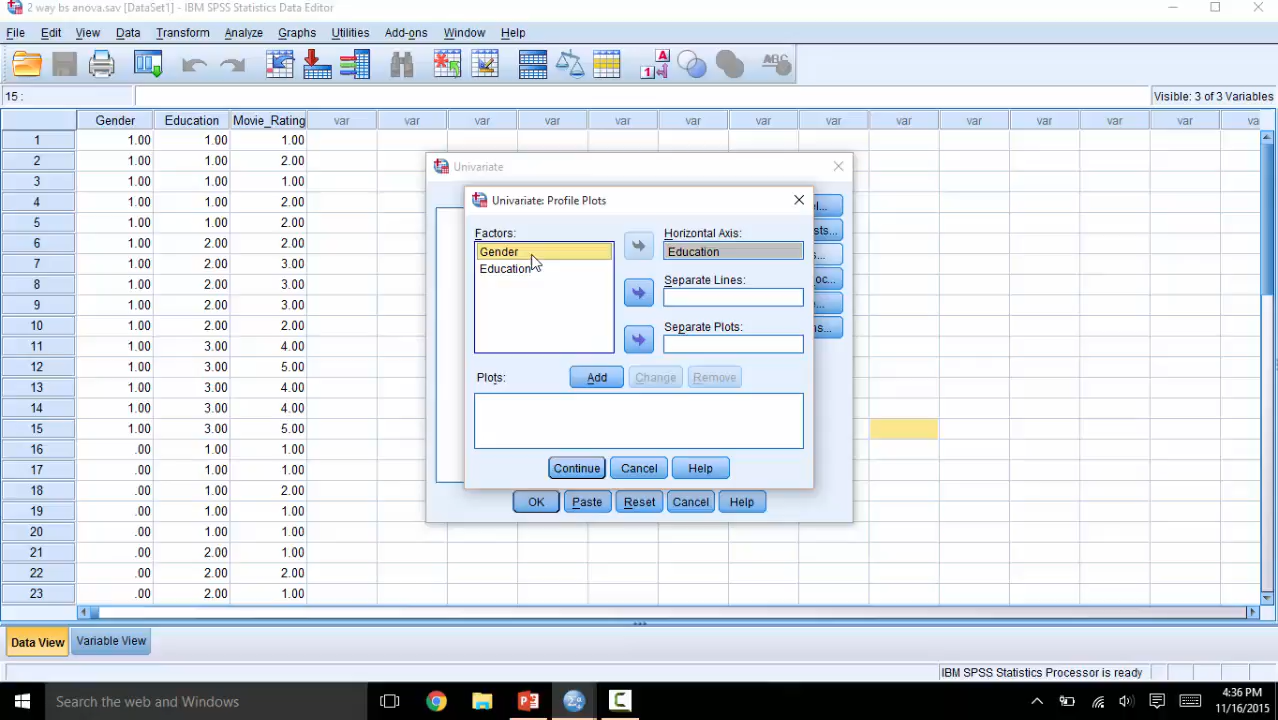 2 way bs anova.sav [DataSet1] - IBM SPSS Statistics Data Editor
File Edit View Data Transform Analyze Graphs Utilities Add-ons Window Help
15 :
Visible: 3 of 3 Variables
Gender Education Movie_Rating var var var var var var var var var var var var var
1 1.00 1.00 1.00
2 1.00 1.00 2.00
3 1.00 1.00 1.00
4 1.00 1.00 2.00
5 1.00 1.00 2.00
6 1.00 2.00 2.00
7 1.00 2.00 3.00
8 1.00 2.00 3.00
9 1.00 2.00 3.00
10 1.00 2.00 2.00
11 1.00 3.00 4.00
12 1.00 3.00 5.00
13 1.00 3.00 4.00
14 1.00 3.00 4.00
15 1.00 3.00 5.00
16 .00 1.00 1.00
17 .00 1.00 1.00
18 .00 1.00 2.00
19 .00 1.00 1.00
20 .00 1.00 1.00
21 .00 2.00 1.00
22 .00 2.00 2.00
23 .00 2.00 1.00
Univariate
Univariate: Profile Plots
Factors:
Gender
Education
Horizontal Axis:
Education
Separate Lines:
Separate Plots:
Plots: Add Change Remove
Continue Cancel Help
OK Paste Reset Cancel Help
Data View Variable View
IBM SPSS Statistics Processor is ready
Search the web and Windows
4:36 PM
11/16/2015